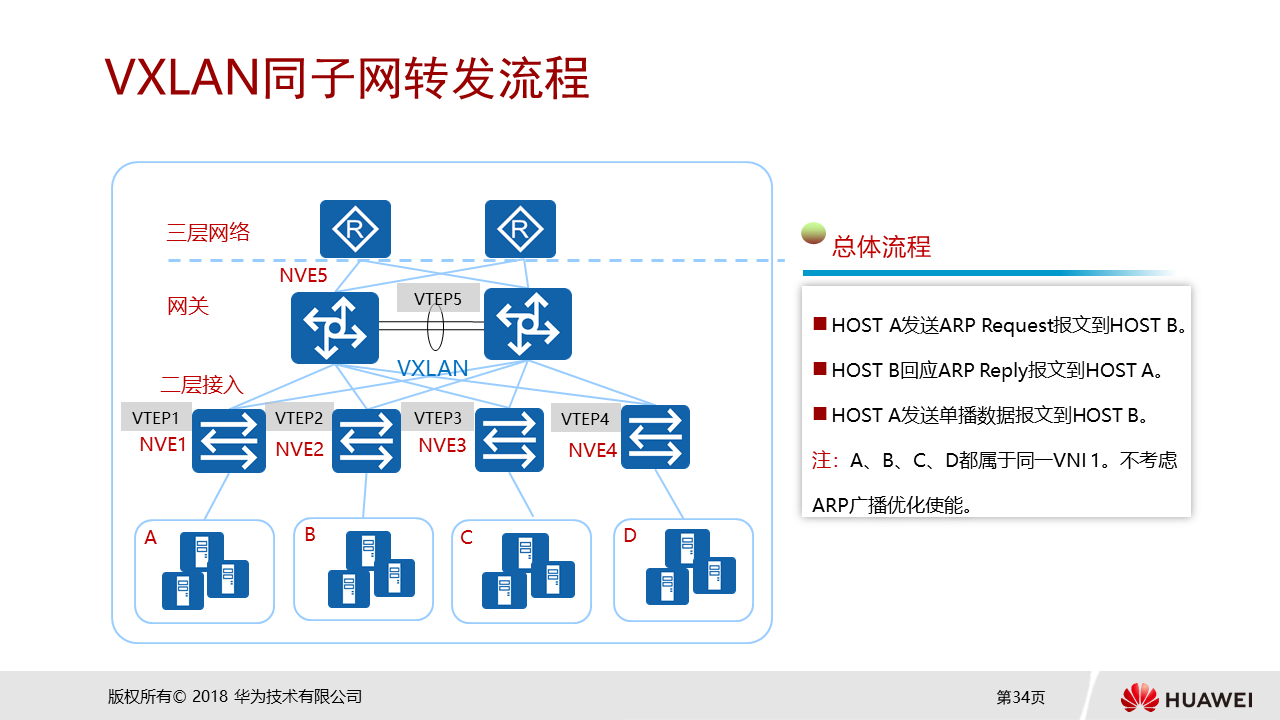 VXLAN同子网转发流程
三层网络
R
R
NVE5
网关
VTEP5
VXLAN
二层接入
VTEP1
NVE1
VTEP2
NVE2
VTEP3
NVE3
VTEP4
NVE4
A
B
C
D
总体流程
HOST A发送ARP Request报文到HOST B。
HOST B回应ARP Reply报文到HOST A。
HOST A发送单播数据报文到HOST B。
注：A、B、C、D都属于同一VNI 1。不考虑
ARP广播优化使能。
版权所有© 2018 华为技术有限公司
第34页
HUAWEI